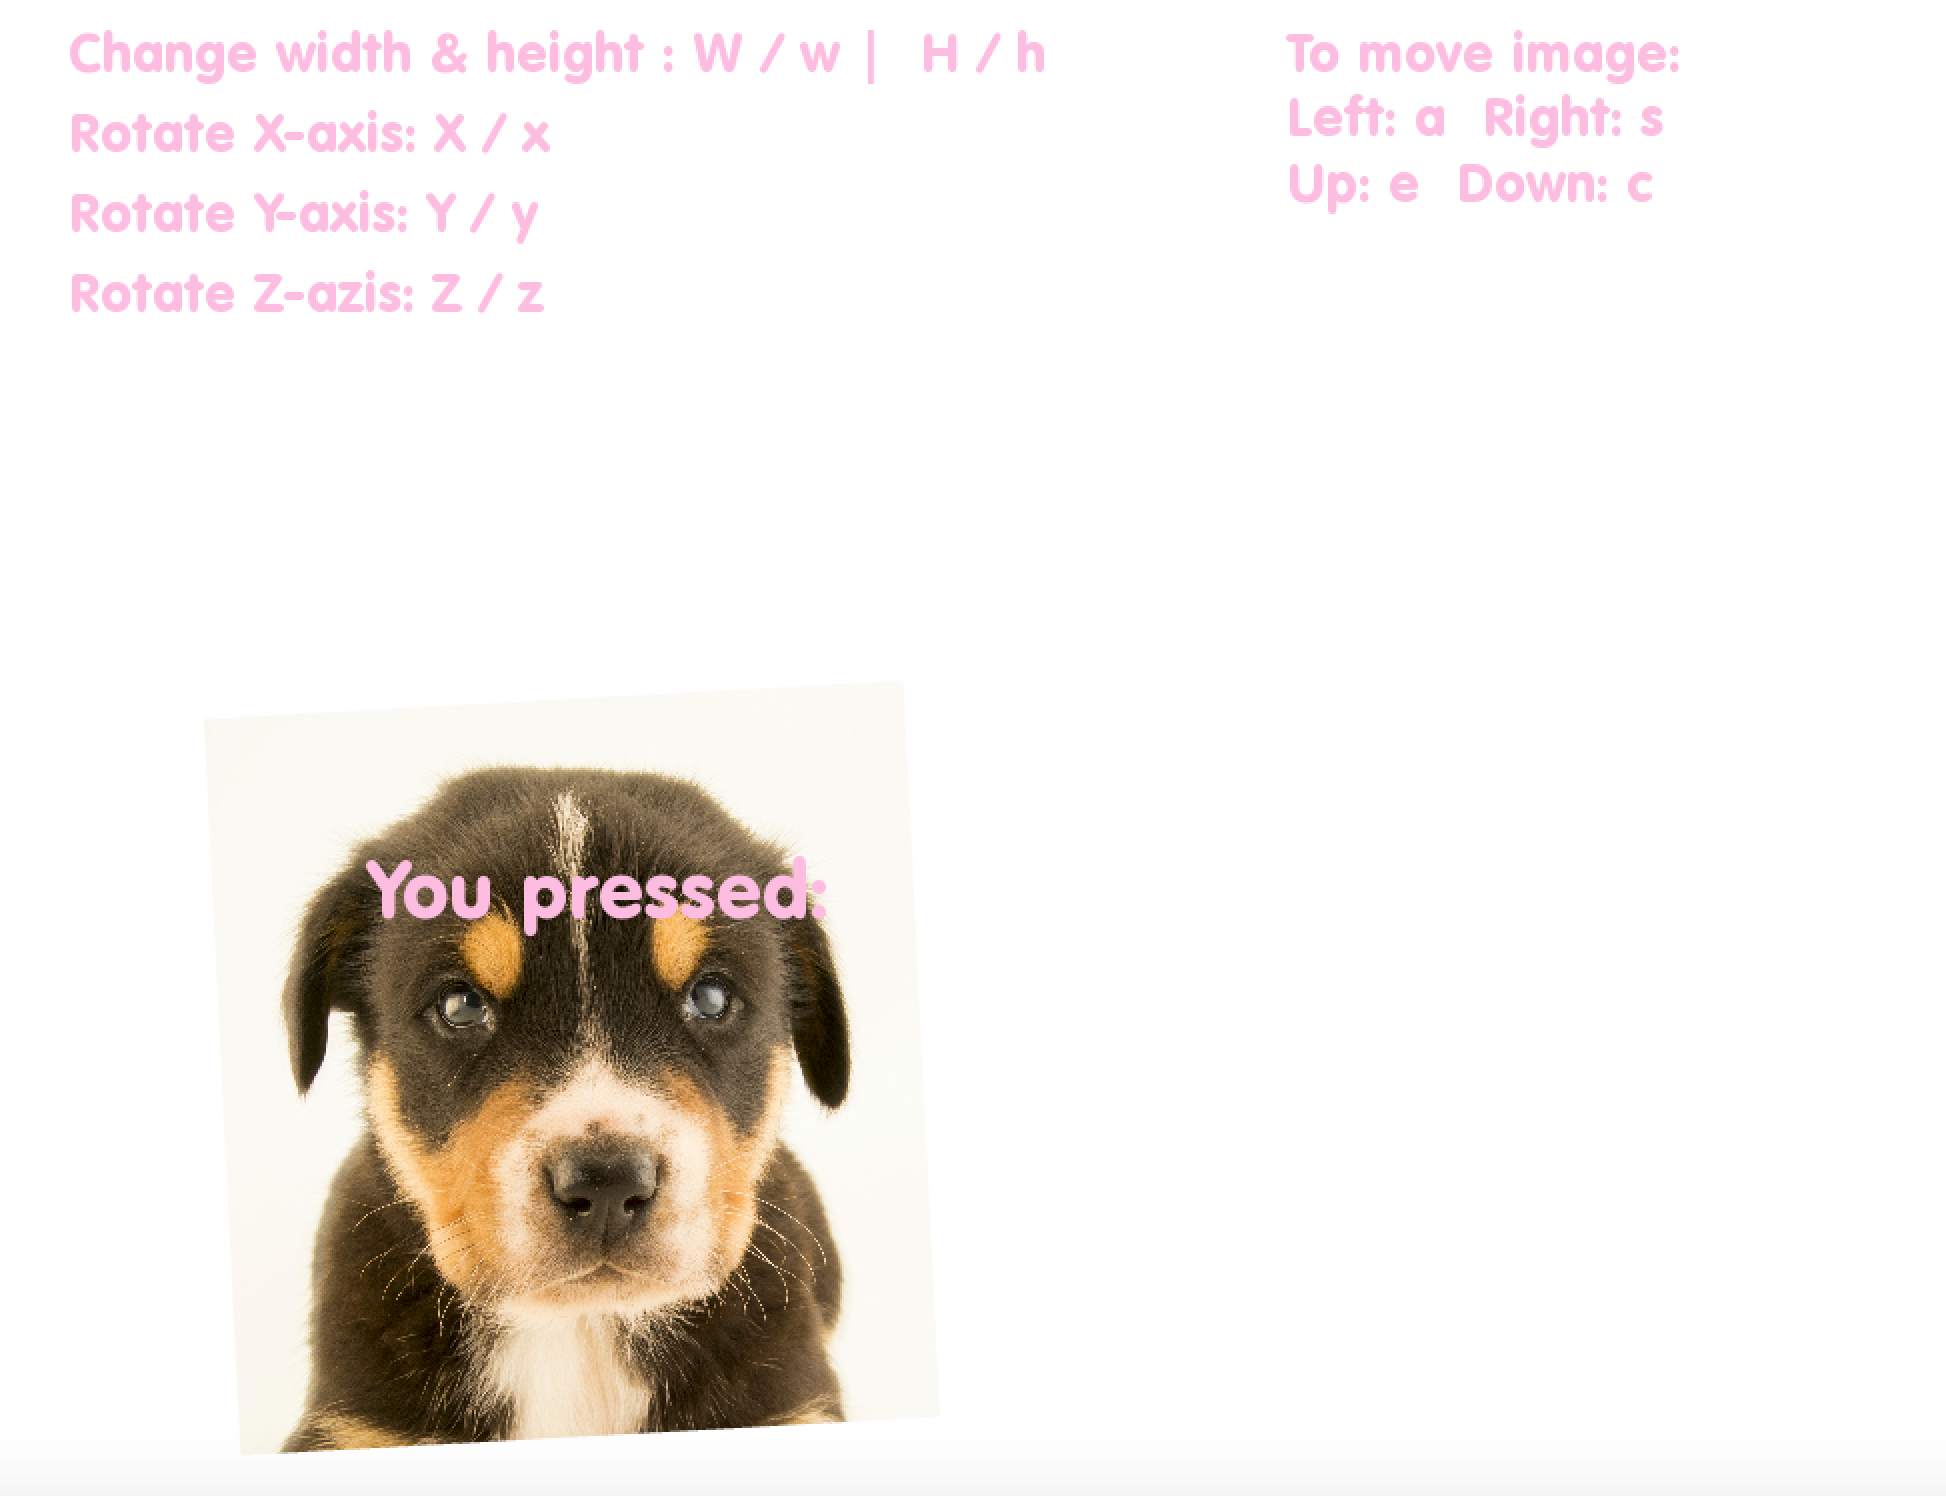 Change width & height : W / w |  H / h
Rotate X-axis: X / x
Rotate Y-axis: Y / y
Rotate Z-azis: Z / z
To move image:
Left: a  Right: s
Up: e  Down: c
You pressed: